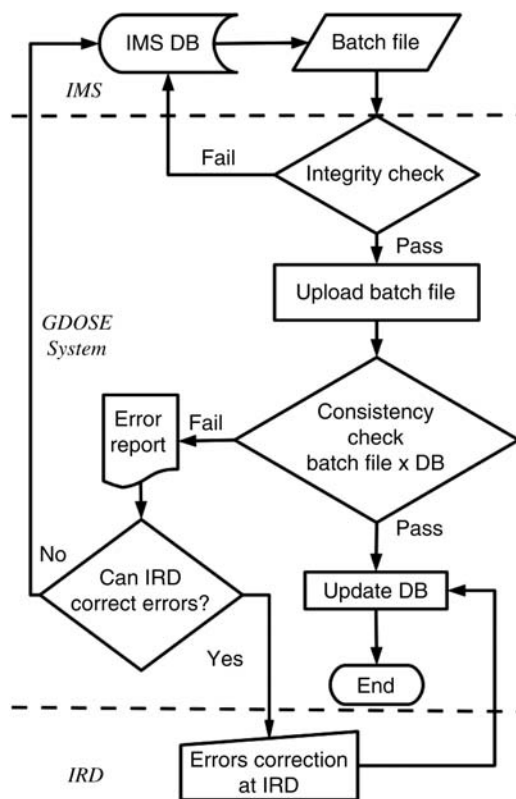 IMS DB
Batch file
IMS
Fail
Integrity check
Pass
Upload batch file
GDOSE
System
Error
report
Fail
Consistency
check
batch file x DB
Pass
No
Can IRD
correct errors?
Update DB
Yes
End
Errors correction
at IRD
IRD